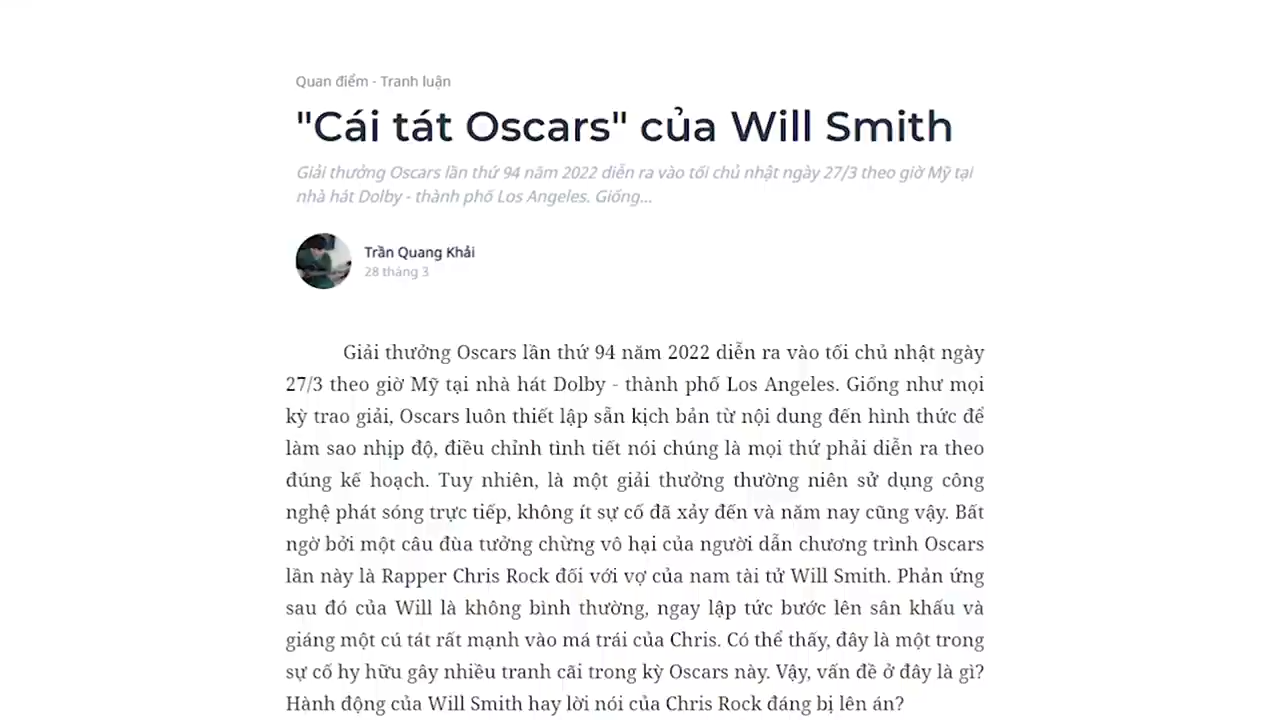 Quan điểm - Tranh luận
"Cái tát Oscars" của Will Smith
Giải thưởng Oscars lần thứ 94 năm 2022 diễn ra vào tối chủ nhật ngày 27/3 theo giờ Mỹ tại
nhà hát Dolby - thành phố Los Angeles. Giống...
Trần Quang Khải
28 tháng 3
Giải thưởng Oscars lần thứ 94 năm 2022 diễn ra vào tối chủ nhật ngày
27/3 theo giờ Mỹ tại nhà hát Dolby - thành phố Los Angeles. Giống như mọi
kỳ trao giải, Oscars luôn thiết lập sẵn kịch bản từ nội dung đến hình thức để
làm sao nhịp độ, điều chỉnh tình tiết nói chúng là mọi thứ phải diễn ra theo
đúng kế hoạch. Tuy nhiên, là một giải thưởng thường niên sử dụng công
nghệ phát sóng trực tiếp, không ít sự cố đã xảy đến và năm nay cũng vậy. Bất
ngờ bởi một câu đùa tưởng chừng vô hại của người dẫn chương trình Oscars
lần này là Rapper Chris Rock đối với vợ của nam tài tử Will Smith. Phản ứng
sau đó của Will là không bình thường, ngay lập tức bước lên sân khấu và
giáng một cú tát rất mạnh vào má trái của Chris. Có thể thấy, đây là một trong
sự cố hy hữu gây nhiều tranh cãi trong kỳ Oscars này. Vậy, vấn đề ở đây là gì?
Hành động của Will Smith hay lời nói của Chris Rock đáng bị lên án?